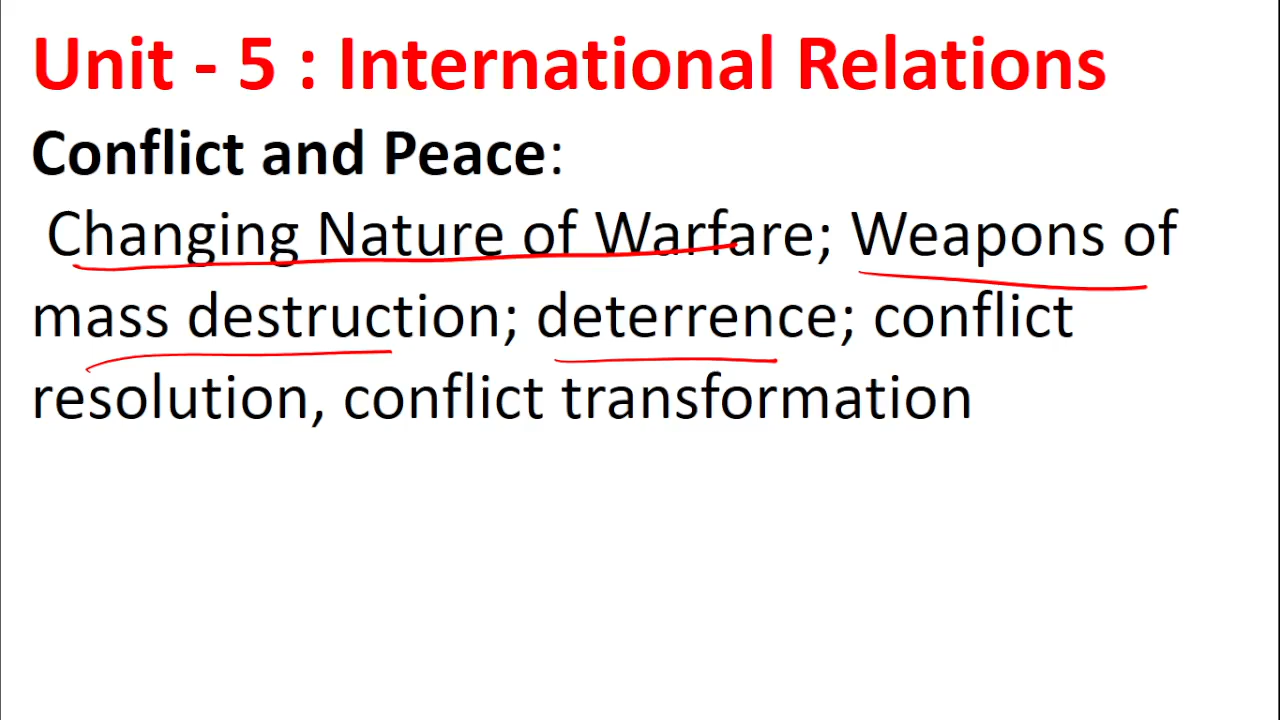 Unit - 5 : International Relations
Conflict and Peace:
Changing Nature of Warfare; Weapons of
mass destruction; deterrence; conflict
resolution, conflict transformation